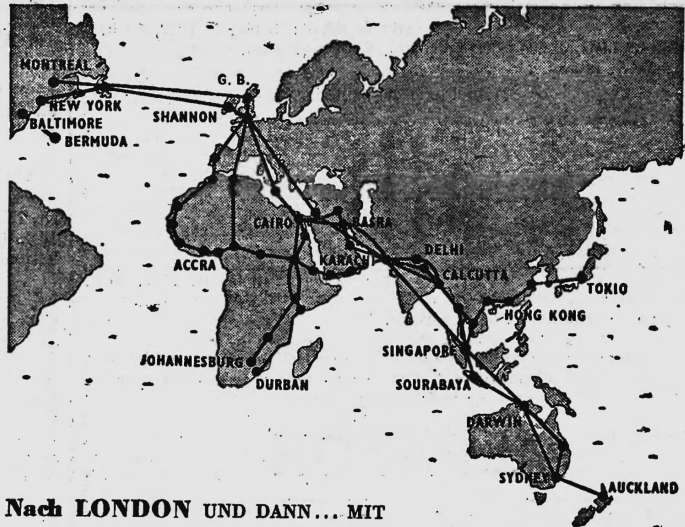 MONTREAL
G. B.
NEW YORK
SHANNON
BALTIMORE
BERMUDA
CAIRO
BASRA
ACCRA
KARACHI
DELHI
CALCUTTA
TOKIO
HONG KONG
SINGAPORE
JOHANNESBURG
DURBAN
SOURABAYA
DARWIN
SYDNEY
AUCKLAND
Nach LONDON UND DANN... MIT